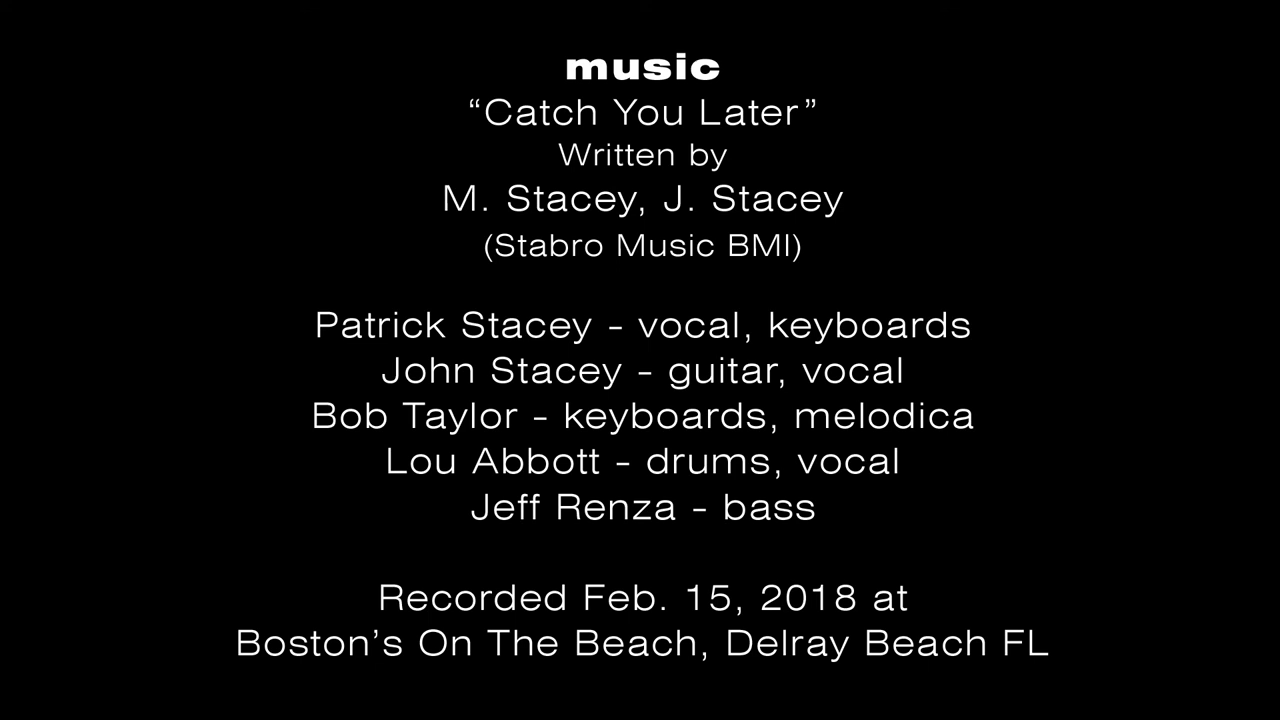 music
“Catch You Later”
Written by
M. Stacey, J. Stacey
(Stabro Music BMI)
Patrick Stacey - vocal, keyboards
John Stacey - guitar, vocal
Bob Taylor - keyboards, melodica
Lou Abbott - drums, vocal
Jeff Renza - bass
Recorded Feb. 15, 2018 at
Boston’s On The Beach, Delray Beach FL